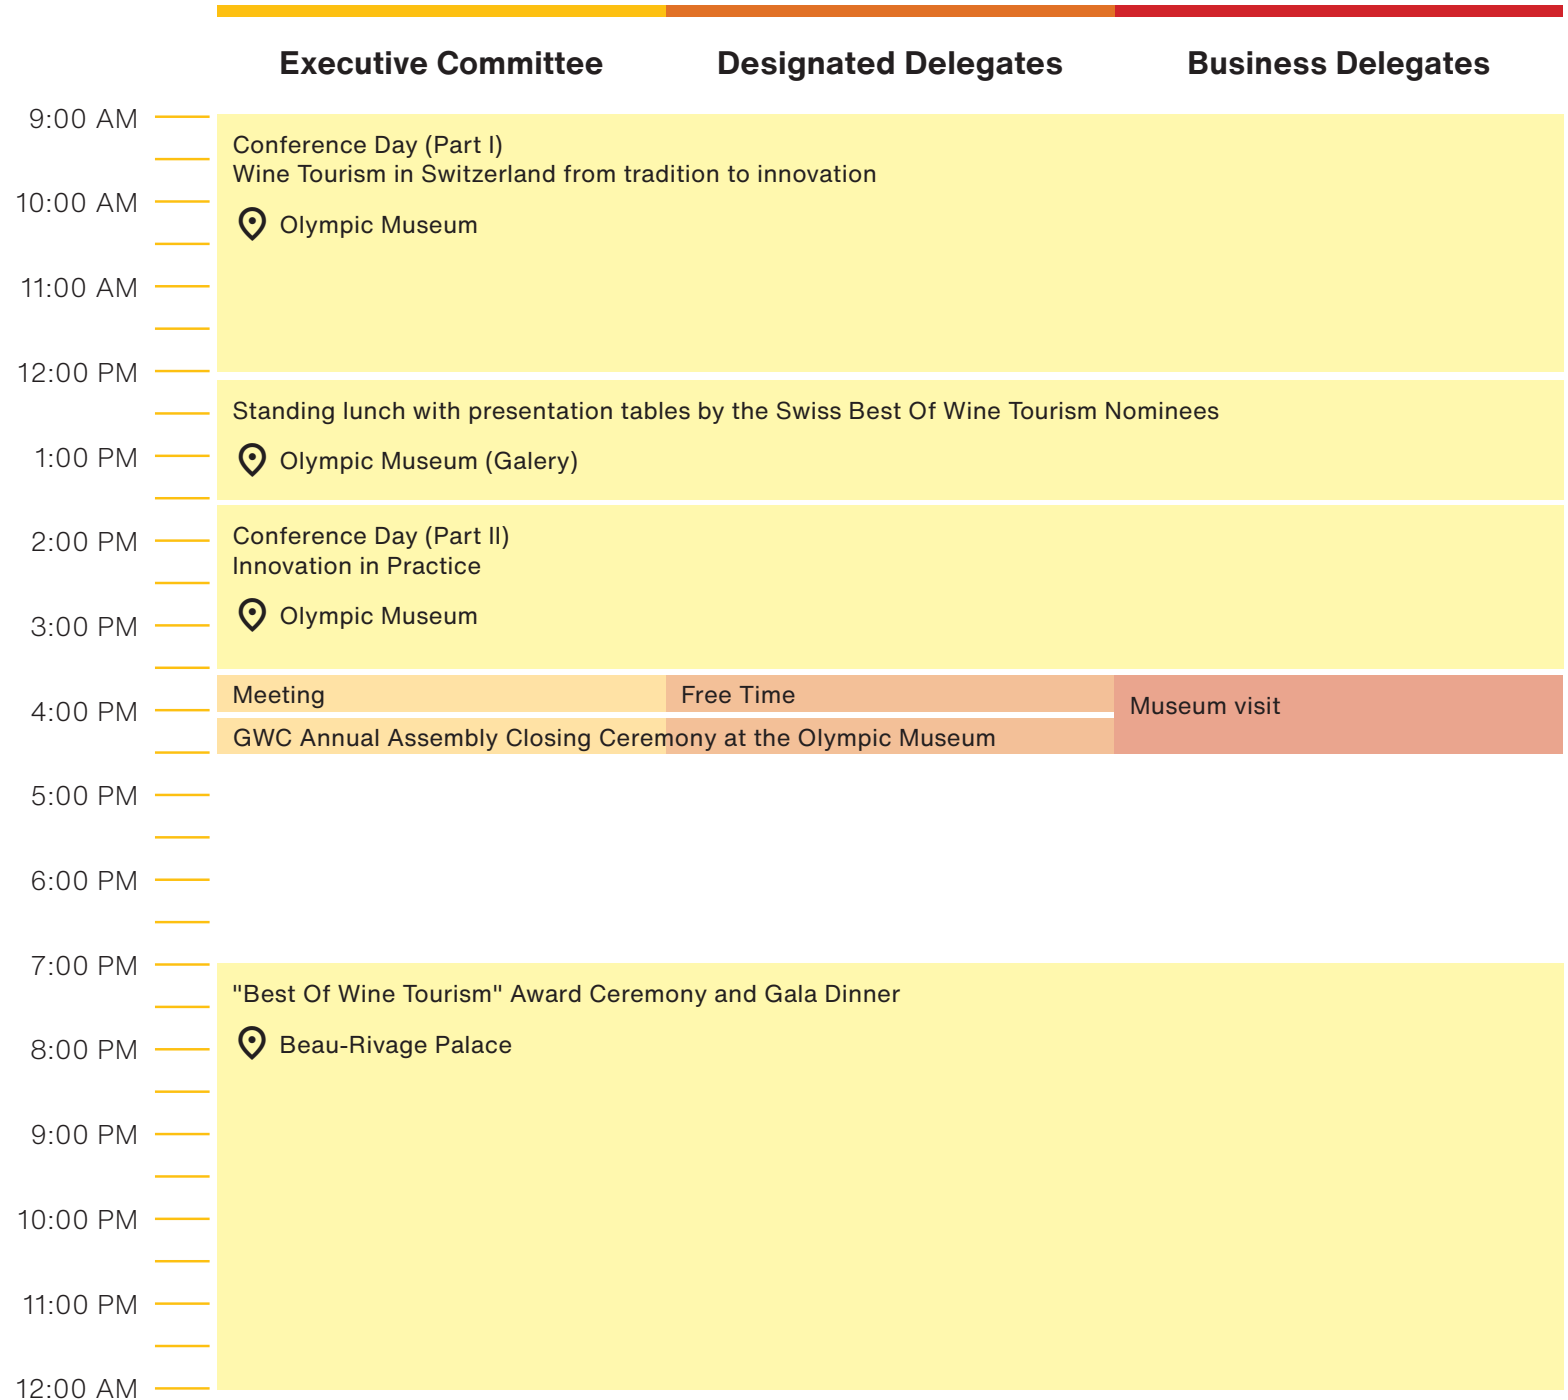 Executive Committee
Designated Delegates
Business Delegates
9:00 AM
Conference Day (Part I)
Wine Tourism in Switzerland from tradition to innovation
10:00 AM
Olympic Museum
11:00 AM
12:00 PM
Standing lunch with presentation tables by the Swiss Best Of Wine Tourism Nominees
1:00 PM
Olympic Museum (Galery)
2:00 PM
Conference Day (Part II)
Innovation in Practice
Olympic Museum
3:00 PM
Meeting
Free Time
Museum visit
4:00 PM
GWC Annual Assembly Closing Ceremony at the Olympic Museum
5:00 PM
6:00 PM
7:00 PM
"Best Of Wine Tourism" Award Ceremony and Gala Dinner
8:00 PM
Beau-Rivage Palace
9:00 PM
10:00 PM
11:00 PM
12:00 AM